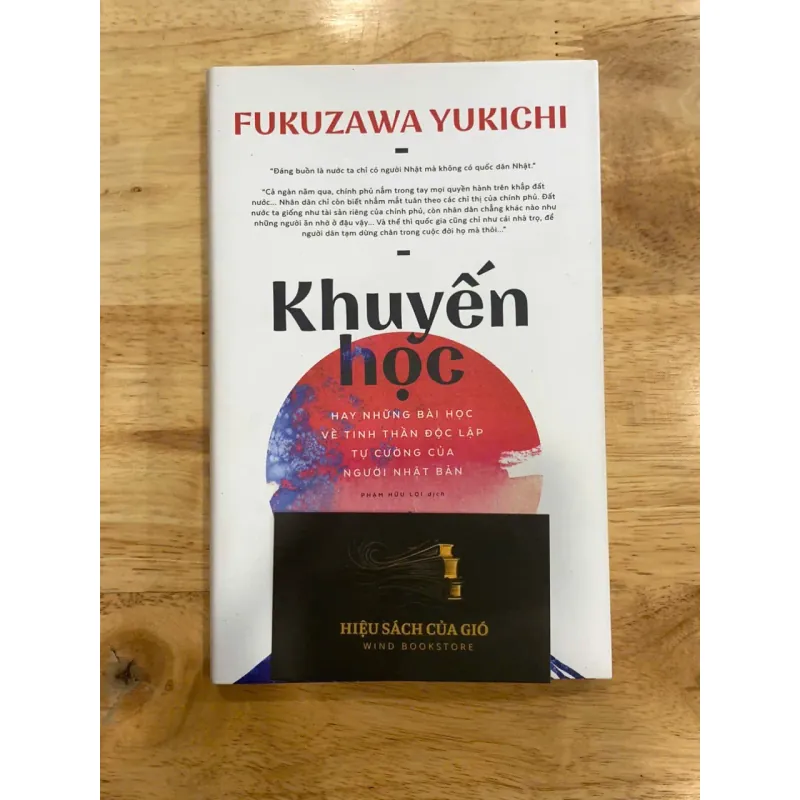 FUKUZAWA YUKICHI
"Đáng buồn là nước ta chỉ có người Nhật mà không có quốc dân Nhật."
"Cả ngàn năm qua, chính phủ nắm trong tay mọi quyền hành trên khắp đất
nước... Nhân dân chỉ còn biết nhắm mắt tuân theo các chỉ thị của chính phủ. Đất
nước ta giống như tài sản riêng của chính phủ, còn nhân dân chẳng khác nào như
những người ăn nhờ ở đậu vậy... Và thế thì quốc gia cũng chỉ như cái nhà trọ, để
người dân tạm dừng chân trong cuộc đời họ mà thôi..."
Khuyến
học
HAY NHỮNG BÀI HỌC
VỀ TINH THẦN ĐỘC LẬP
TỰ CƯỜNG CỦA
NGƯỜI NHẬT BẢN
PHẠM HỮU LỢI dịch
HIỆU SÁCH CỦA GIÓ
WIND BOOKSTORE